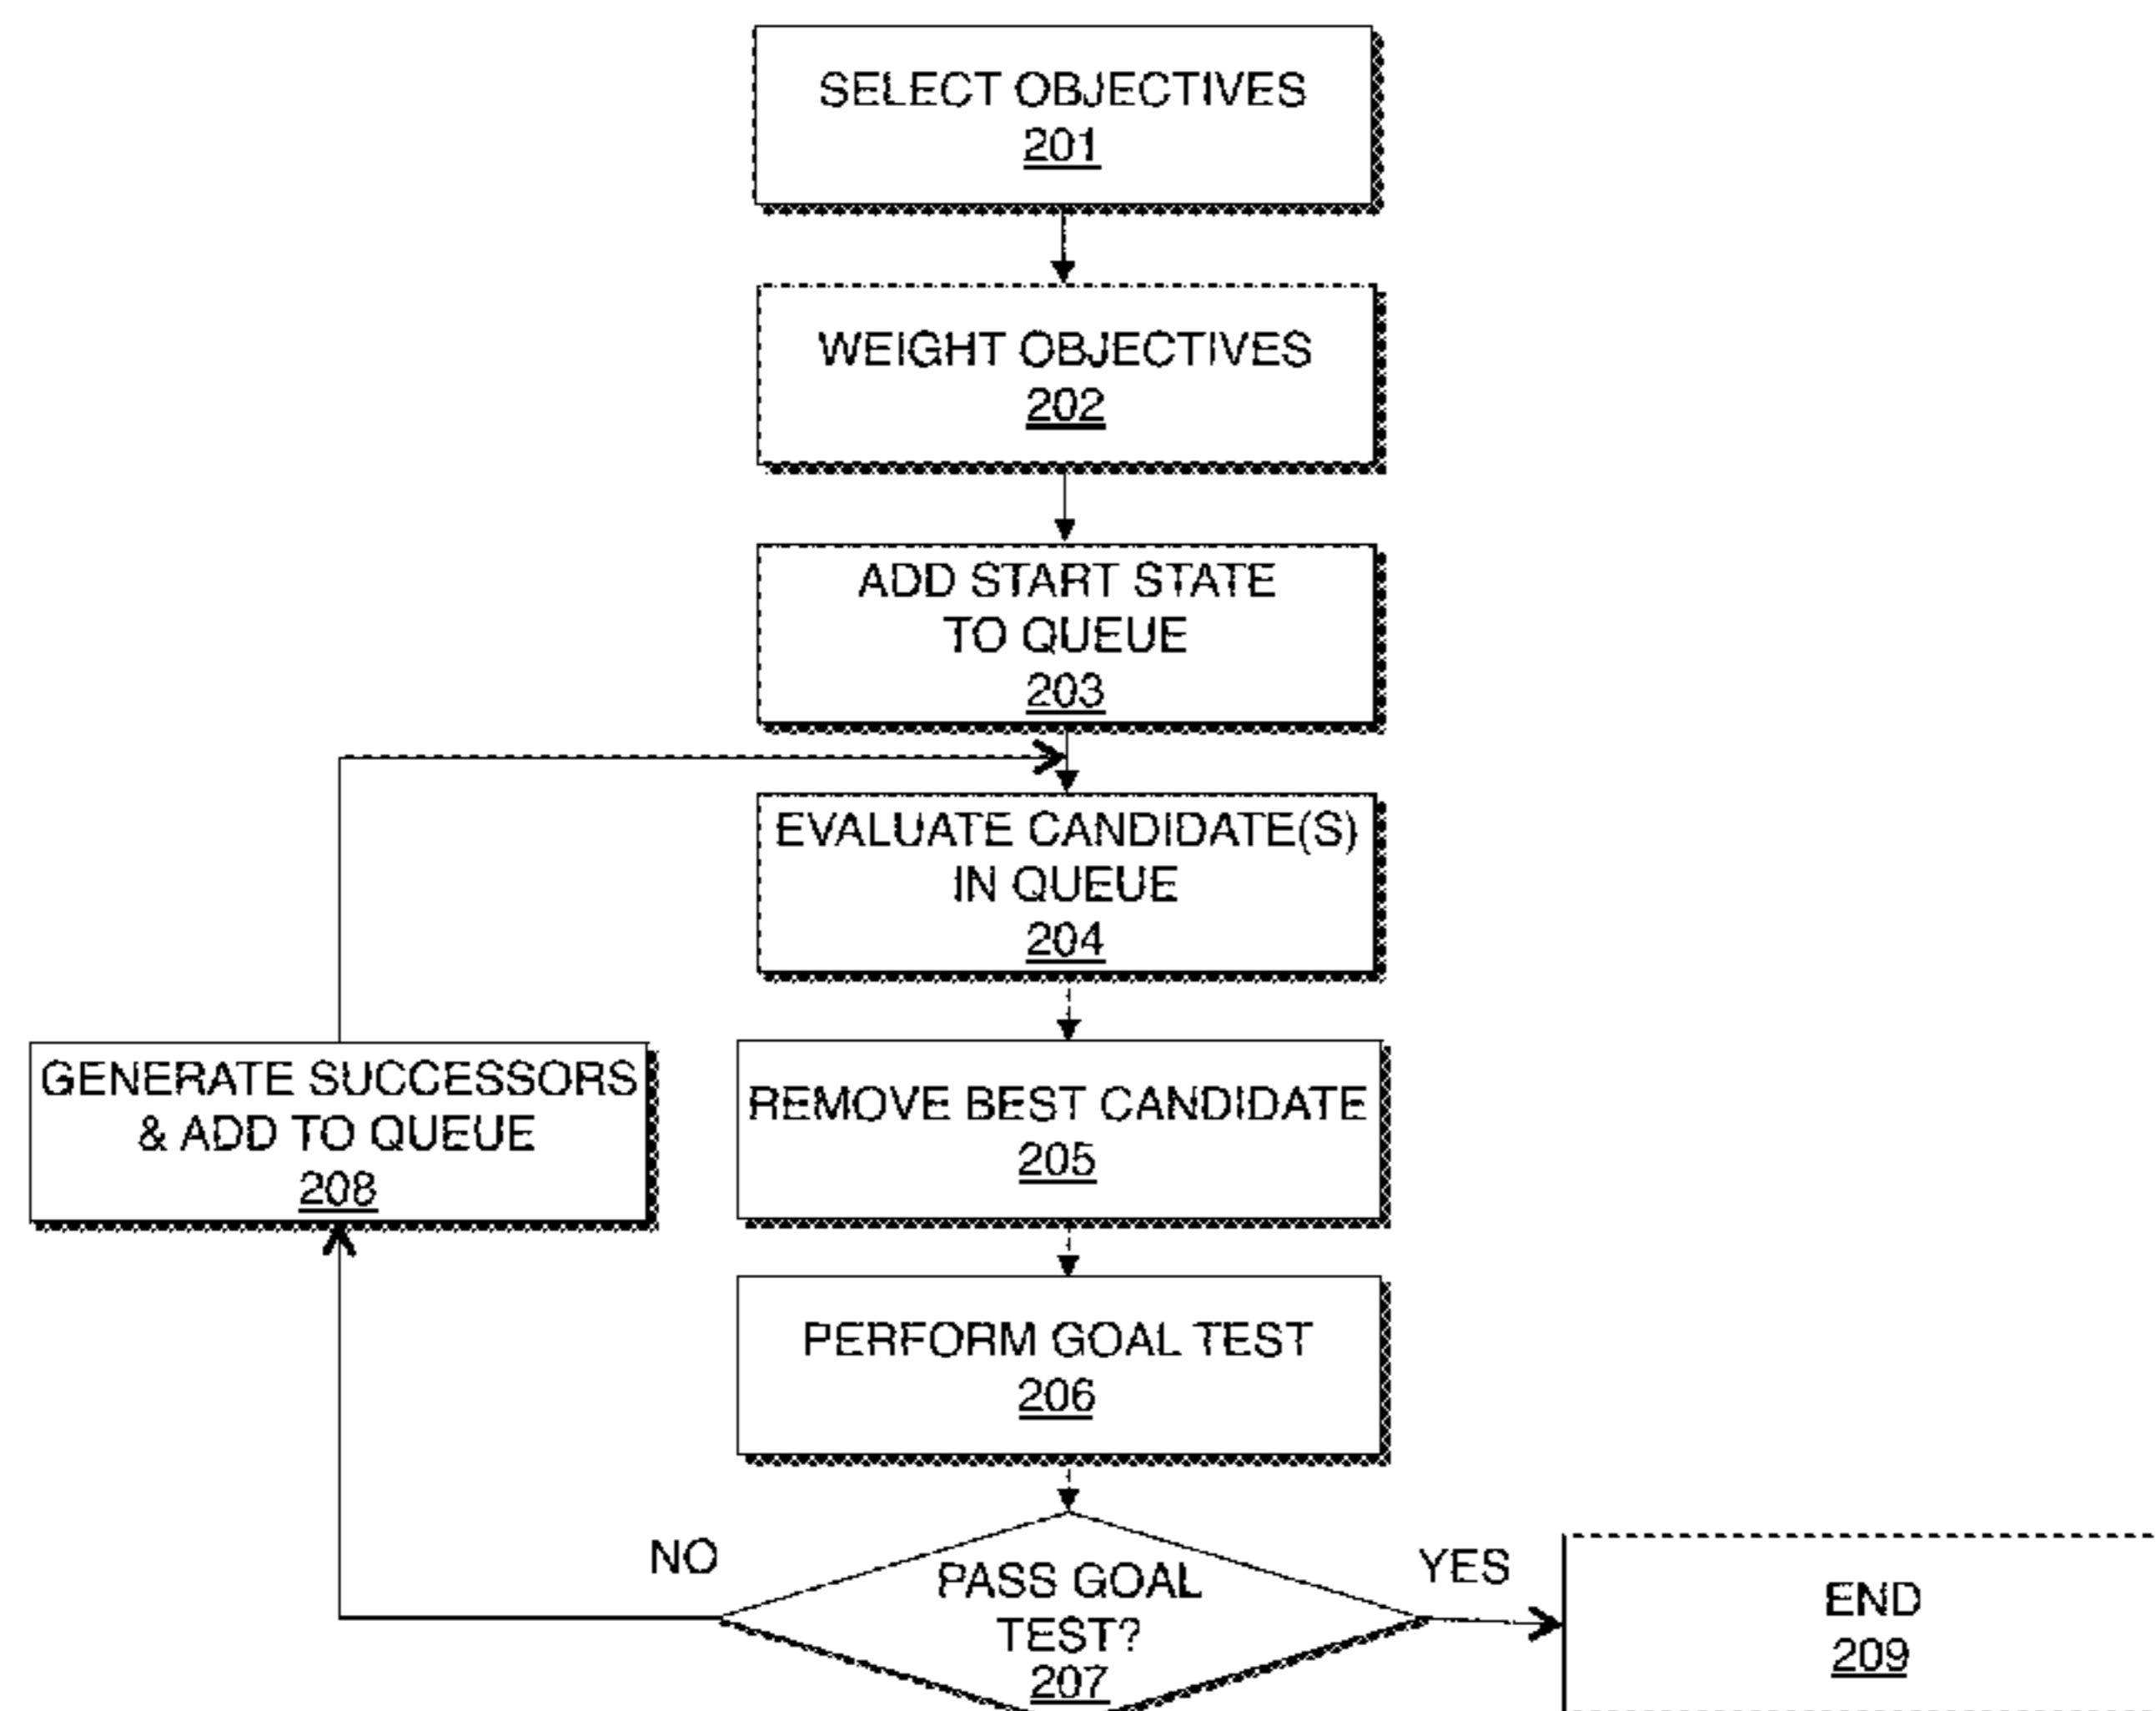 SELECT OBJECTIVES
201
WEIGHT OBJECTIVES
202
ADD START STATE
TO QUEUE
203
EVALUATE CANDIDATE(S)
IN QUEUE
204
GENERATE SUCCESSORS
& ADD TO QUEUE
208
REMOVE BEST CANDIDATE
205
PERFORM GOAL TEST
206
NO
PASS GOAL
TEST?
207
YES
END
209